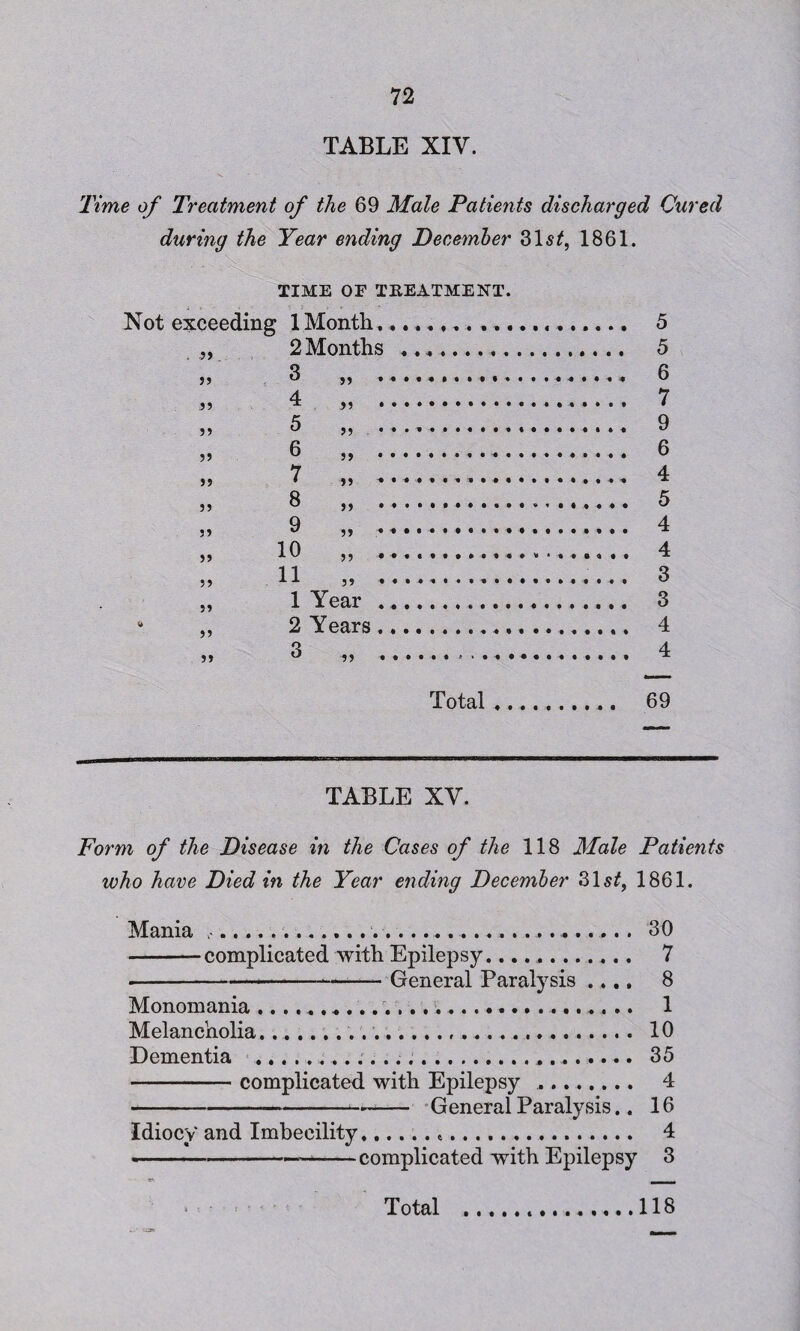 72
TABLE XIV.
Time of Treatment of the 69 Male Patients discharged Cured
during the Year ending December 31st, 1861.
TIME OF TREATMENT.
Not exceeding 1 Month...................... 5
„ 2 Months .................... 5
„ 3 „ ...................... 6
„ 4 „ ...................... 7
„ 5 „ ...................... 9
„ 6 „ ...................... 6
„ 7 „ ...................... 4
„ 8 „ ...................... 5
„ 9 „ ...................... 4
„ 10 „ ...................... 4
„ 11 „ ...................... 3
„ 1 Year ...................... 3
„ 2 Years...................... 4
„ 3 „ ...................... 4
Total ........... 69
TABLE XV.
Form of the Disease in the Cases of the 118 Male Patients
who have Died in the Year ending December 31st, 1861.
Mania ..................................... 30
———complicated with Epilepsy............. 7
—————————— General Paralysis .... 8
Monomania .................................. 1
Melancholia.................................. 10
Dementia .................................. 35
———— complicated with Epilepsy ........ 4
——————————— General Paralysis.. 16
Idiocy and Imbecility........................ 4
—————————complicated with Epilepsy 3
Total ...............118